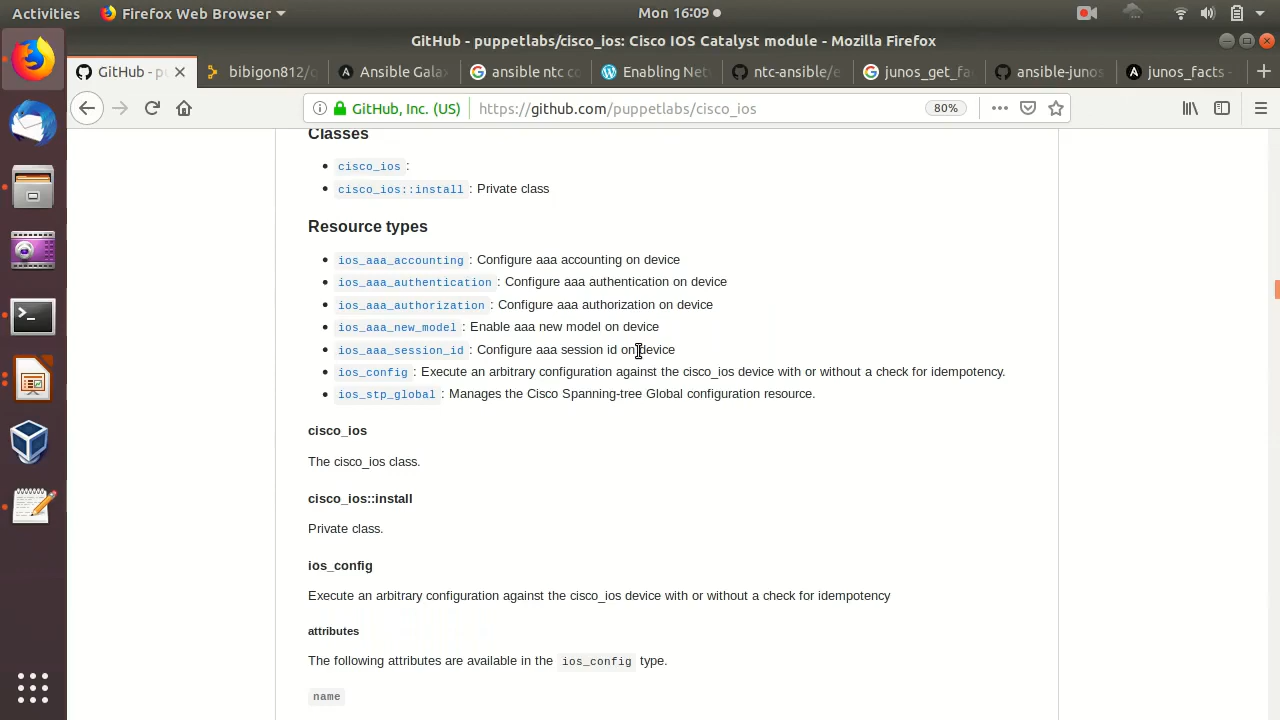 Activities Firefox Web Browser Mon 16:09
GitHub - puppetlabs/cisco_ios: Cisco IOS Catalyst module - Mozilla Firefox
GitHub - pu bibigon812/q Ansible Gala ansible ntc co Enabling Net ntc-ansible/e junos_get_fa ansible-junos junos_facts -
GitHub, Inc. (US) https://github.com/puppetlabs/cisco_ios 80%
Classes
cisco_ios :
cisco_ios::install : Private class
Resource types
ios_aaa_accounting : Configure aaa accounting on device
ios_aaa_authentication : Configure aaa authentication on device
ios_aaa_authorization : Configure aaa authorization on device
ios_aaa_new_model : Enable aaa new model on device
ios_aaa_session_id : Configure aaa session id on device
ios_config : Execute an arbitrary configuration against the cisco_ios device with or without a check for idempotency.
ios_stp_global : Manages the Cisco Spanning-tree Global configuration resource.
cisco_ios
The cisco_ios class.
cisco_ios::install
Private class.
ios_config
Execute an arbitrary configuration against the cisco_ios device with or without a check for idempotency
attributes
The following attributes are available in the ios_config type.
name